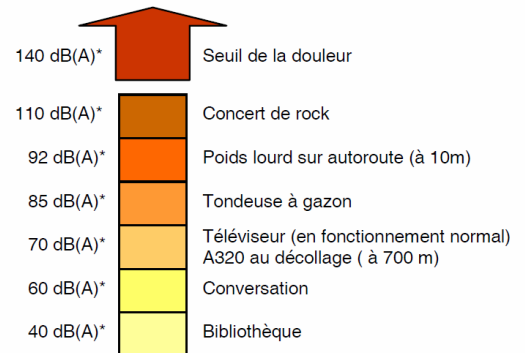 140 dB(A)* Seuil de la douleur
110 dB(A)* Concert de rock
92 dB(A)* Poids lourd sur autoroute (à 10m)
85 dB(A)* Tondeuse à gazon
70 dB(A)* Téléviseur (en fonctionnement normal)
A320 au décollage ( à 700 m)
60 dB(A)* Conversation
40 dB(A)* Bibliothèque